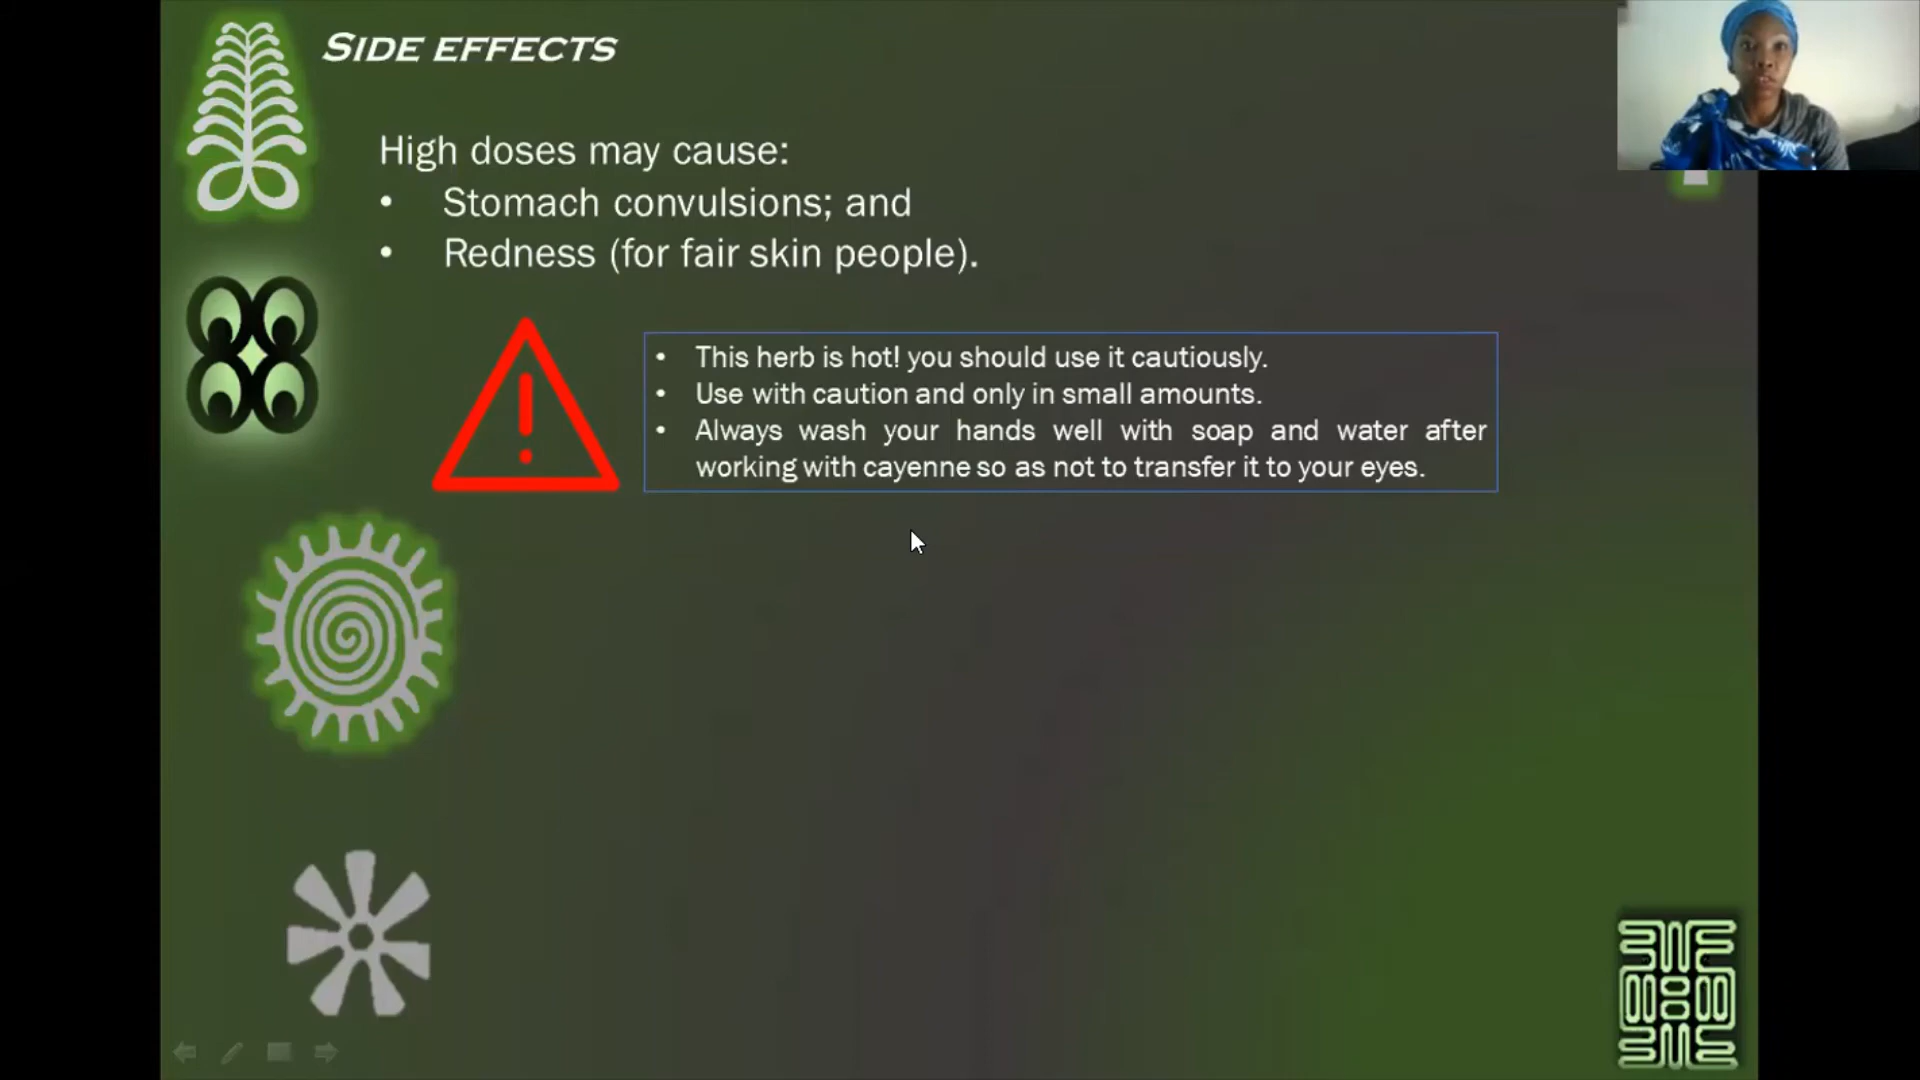 SIDE EFFECTS
High doses may cause:
• Stomach convulsions; and
• Redness (for fair skin people).
• This herb is hot! you should use it cautiously.
• Use with caution and only in small amounts.
• Always wash your hands well with soap and water after
working with cayenne so as not to transfer it to your eyes.